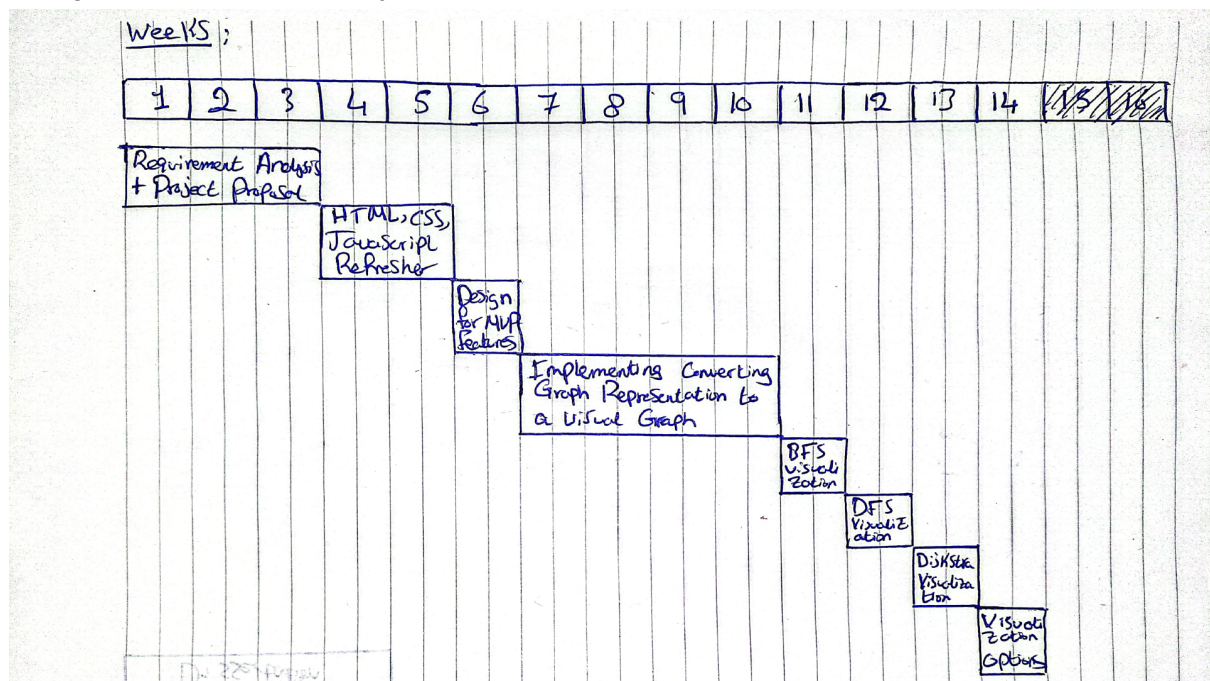 Weeks;
1 2 3 4 5 6 7 8 9 10 11 12 13 14 15 16
Requirement Analysis
+ Project Proposal
HTML, CSS,
JavaScript
Refresher
Design
for MVP
features
Implementing Converting
Graph Representation to
a Visual Graph
BFS
visuali
zation
DFS
VisualiZ
ation
Dijkstra
Visualiza
tion
Visuali
zation
options